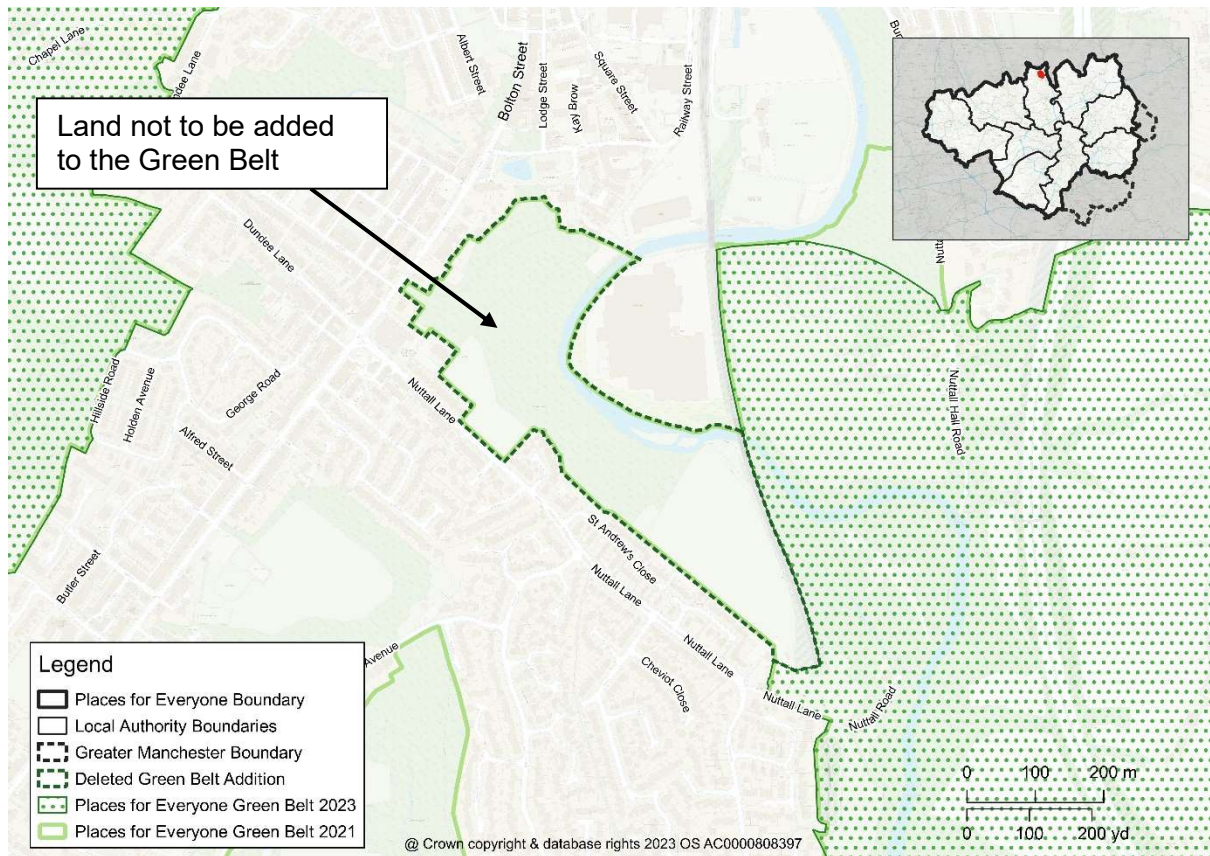 Chapel Lane
Dundee Lane
Albert Street
Bolton Street
Lodge Street
Kay Brow
Square Street
Railway Street
Land not to be added
to the Green Belt
Dundee Lane
Hillside Road
Holden Avenue
George Road
Alfred Street
Nuttall Lane
Nuttall Hall Road
Butler Street
St Andrew's Close
Nuttall Lane
Avenue
Nuttall Lane
Cheviot Close
Nuttall Lane
Nuttall Road
Legend
Places for Everyone Boundary
Local Authority Boundaries
Greater Manchester Boundary
Deleted Green Belt Addition
Places for Everyone Green Belt 2023
Places for Everyone Green Belt 2021
0 100 200 m
0 100 200 yd
@ Crown copyright & database rights 2023 OS AC0000808397